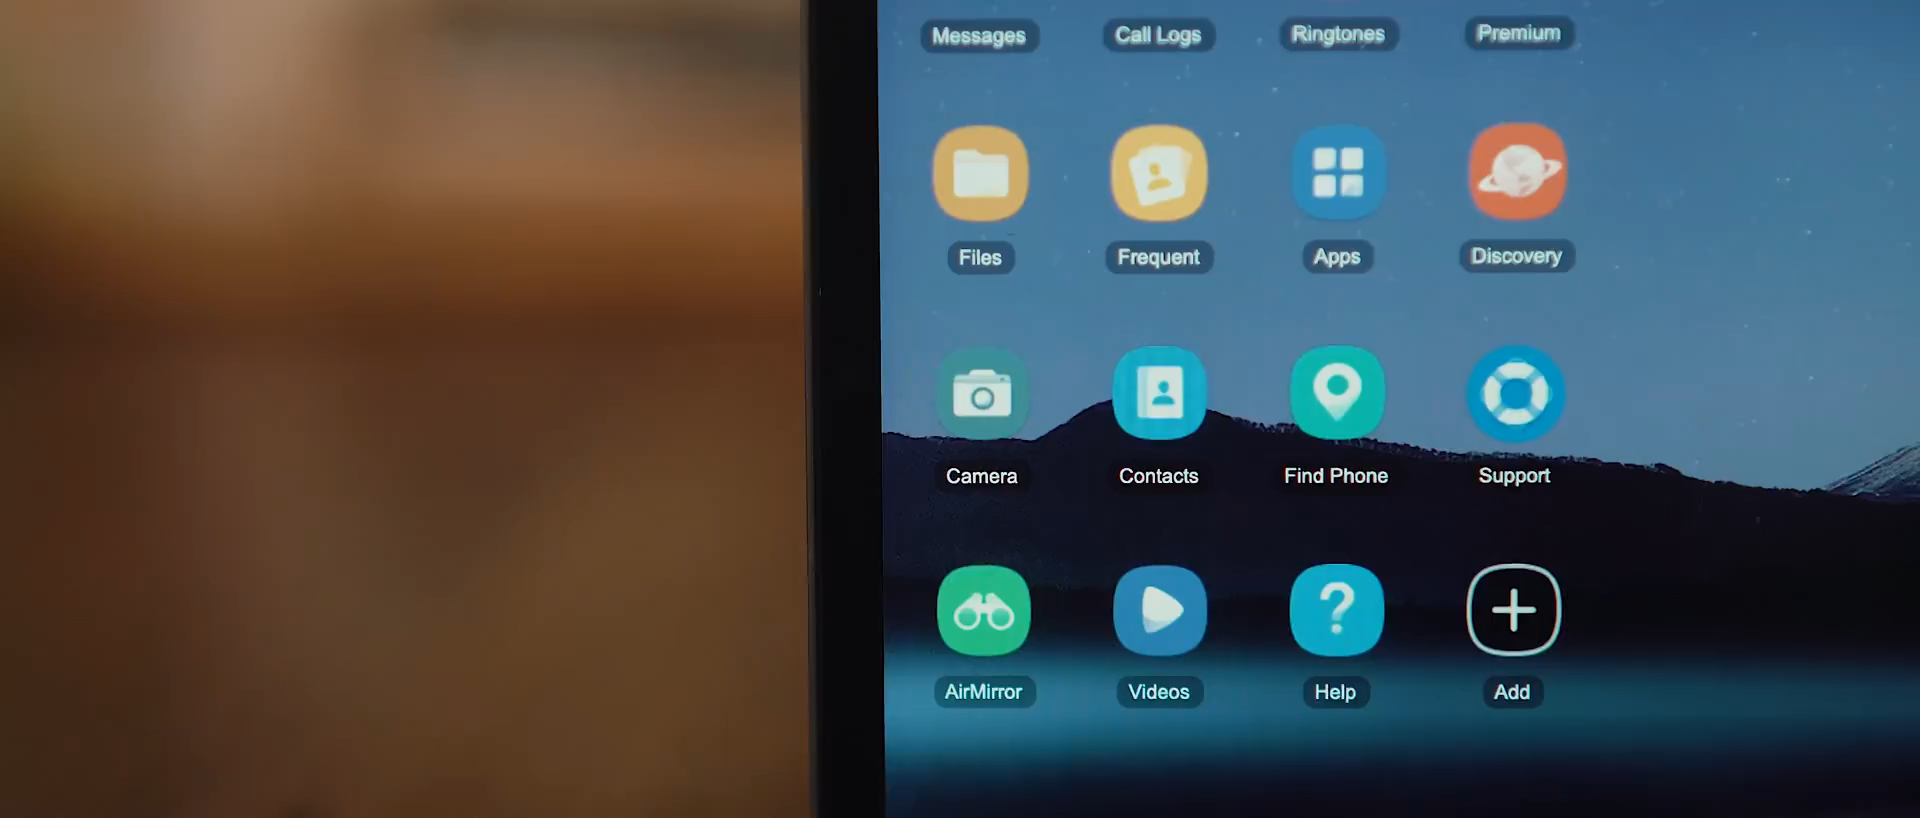 Messages
Call Logs
Ringtones
Premium
Files
Frequent
Apps
Discovery
Camera
Contacts
Find Phone
Support
AirMirror
Videos
Help
Add